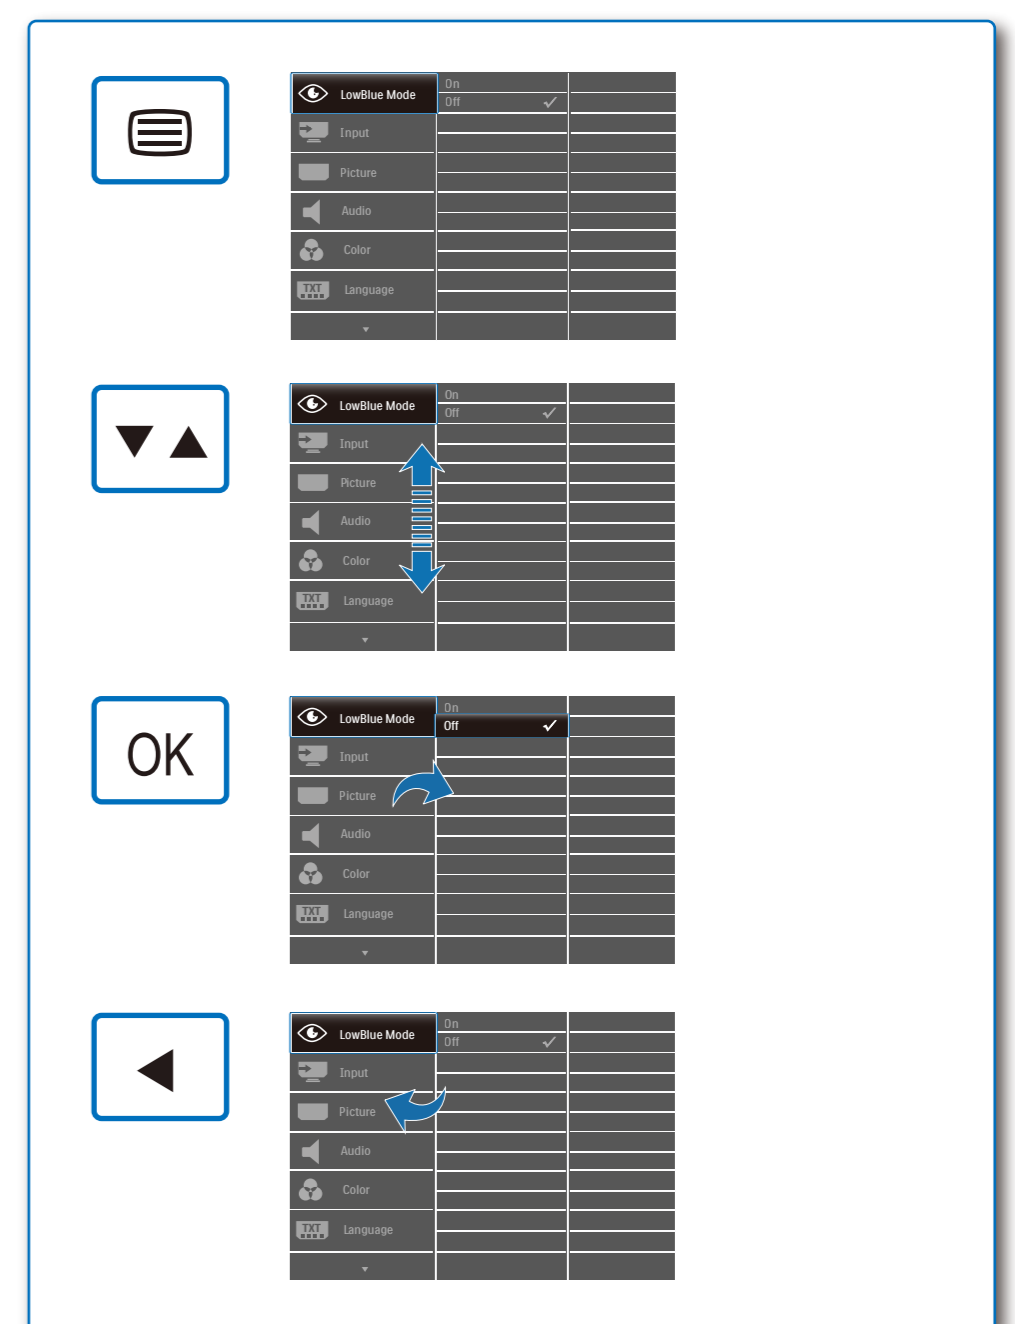 On
LowBlue Mode
Off
Input
Picture
Audio
Color
TXT Language
On
LowBlue Mode
Off
Input
Picture
Audio
Color
TXT Language
OK
On
LowBlue Mode
Off
Input
Picture
Audio
Color
TXT Language
On
LowBlue Mode
Off
Input
Picture
Audio
Color
TXT Language